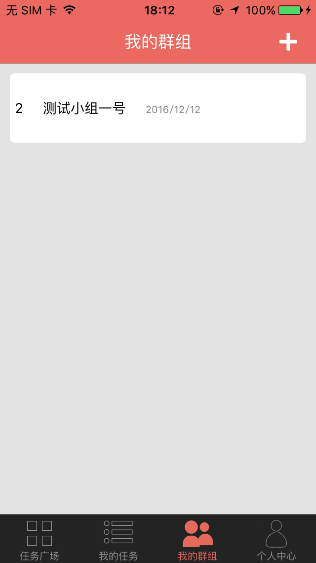 无 SIM 卡 18:12 100%
我的群组
2 测试小组一号 2016/12/12
任务广场 我的任务 我的群组 个人中心